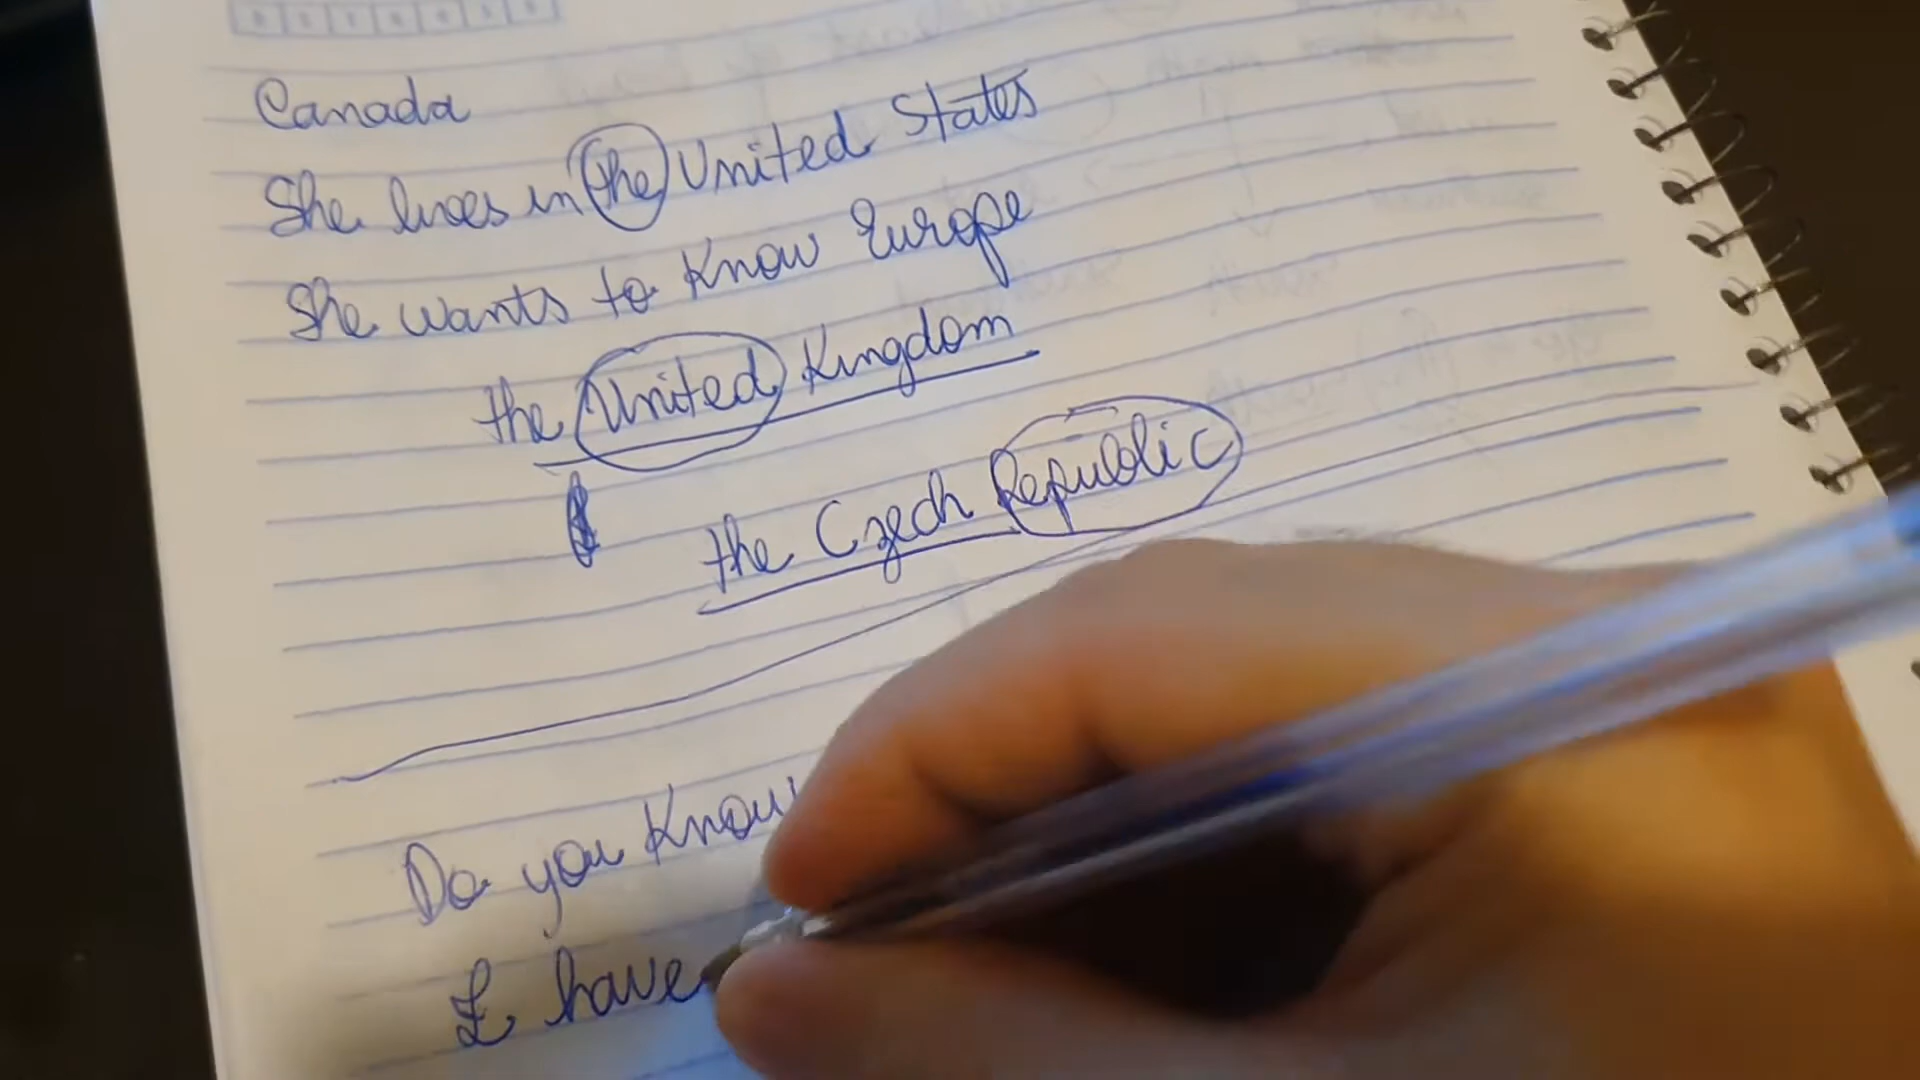 Canada
She lives in the United States
She wants to know Europe
the United Kingdom
the Czech Republic
Do you know
I have